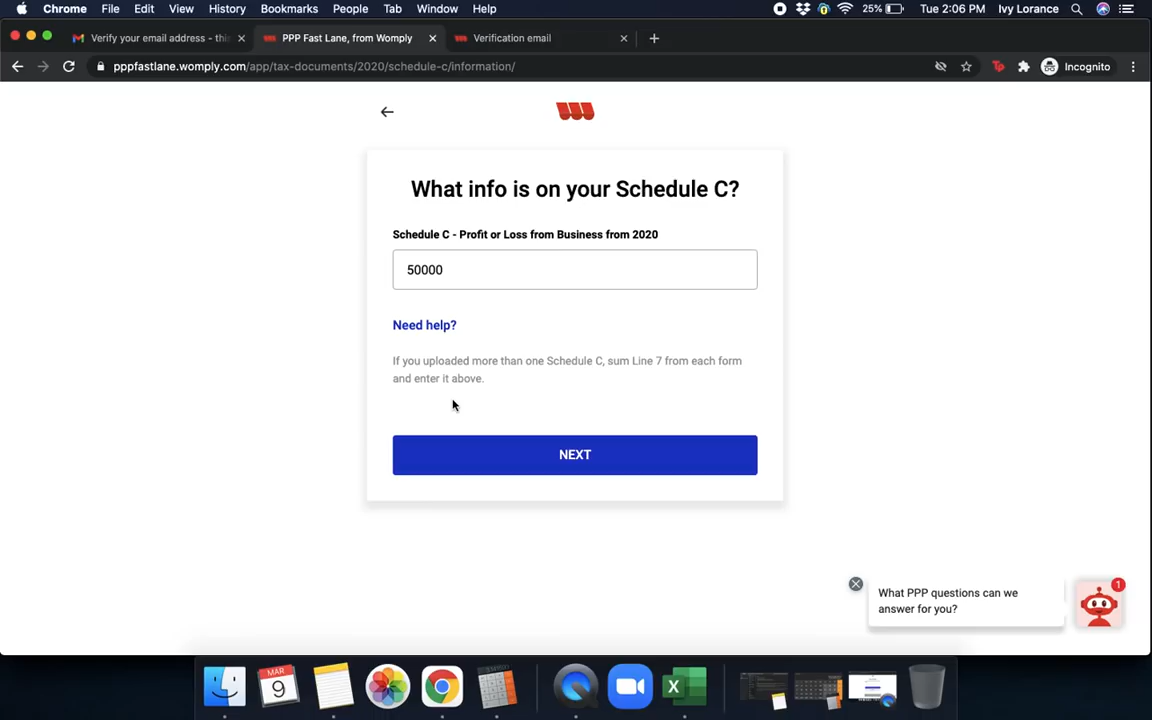 Chrome File Edit View History Bookmarks People Tab Window Help 25% Tue 2:06 PM Ivy Lorance
Verify your email address - this PPP Fast Lane, from Womply Verification email
pppfastlane.womply.com/app/tax-documents/2020/schedule-c/information/ Incognito
What info is on your Schedule C?
Schedule C - Profit or Loss from Business from 2020
50000
Need help?
If you uploaded more than one Schedule C, sum Line 7 from each form
and enter it above.
NEXT
1
What PPP questions can we
answer for you?
MAR
9